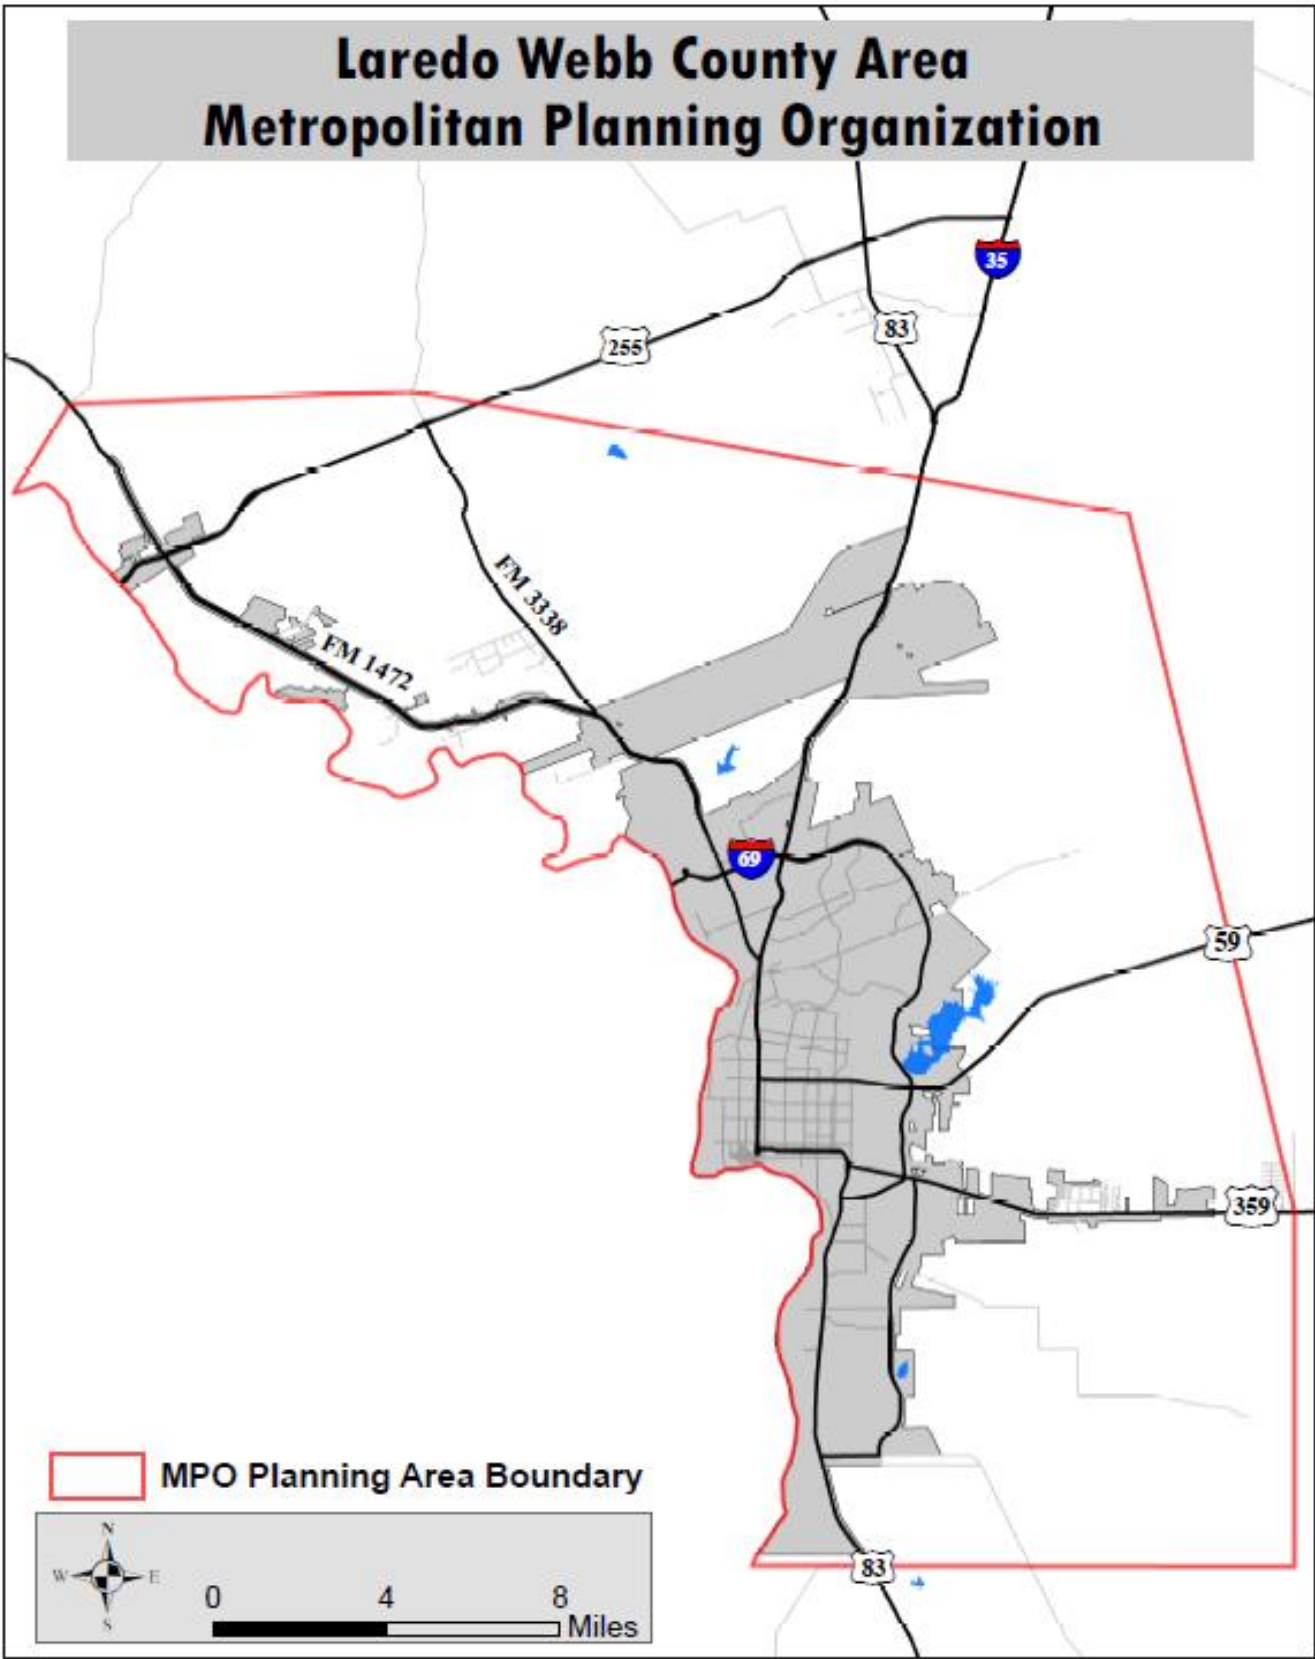 Laredo Webb County Area
Metropolitan Planning Organization
35
83
255
FM 3338
FM 1472
69
59
359
MPO Planning Area Boundary
N
W E
S
0 4 8
Miles
83